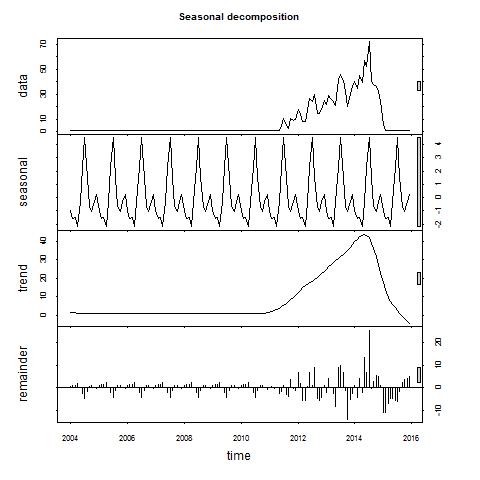 Seasonal decomposition
data
0 10 30 50 70
seasonal
-2 -1 0 1 2 3 4
trend
0 10 20 30 40
remainder
-10 0 10 20
2004 2006 2008 2010 2012 2014 2016
time